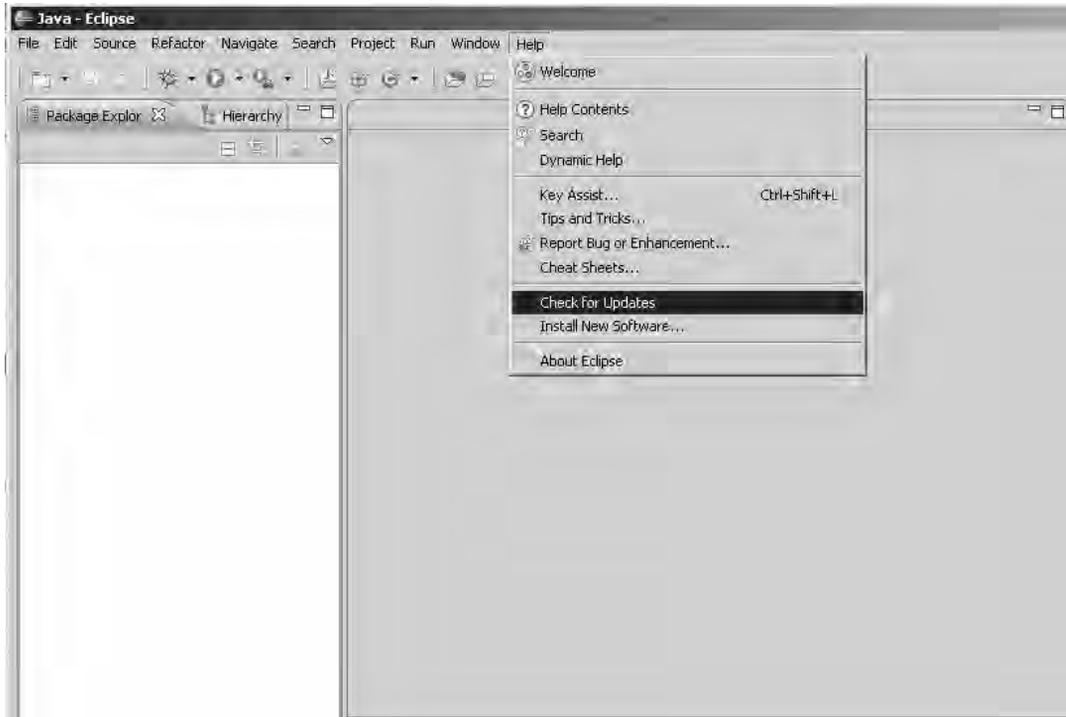 Java - Eclipse
File Edit Source Refactor Navigate Search Project Run Window Help
Package Explor Hierarchy
Welcome
Help Contents
Search
Dynamic Help
Key Assist... Ctrl+Shift+L
Tips and Tricks...
Report Bug or Enhancement...
Cheat Sheets...
Check for Updates
Install New Software...
About Eclipse